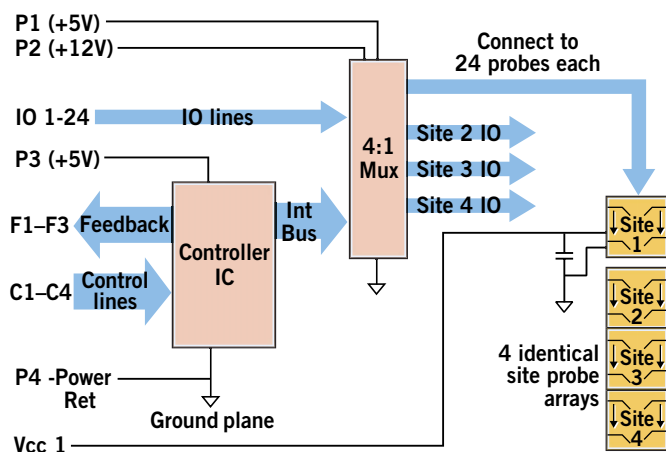 P1 (+5V)
P2 (+12V)
Connect to
24 probes each
IO 1-24
IO lines
4:1
Mux
Site 2 IO
Site 3 IO
Site 4 IO
P3 (+5V)
F1–F3
Feedback
Controller
IC
Int
Bus
C1–C4
Control
lines
Site
1
Site
2
4 identical
site probe
arrays
Site
3
Site
4
P4 -Power
Ret
Ground plane
Vcc 1